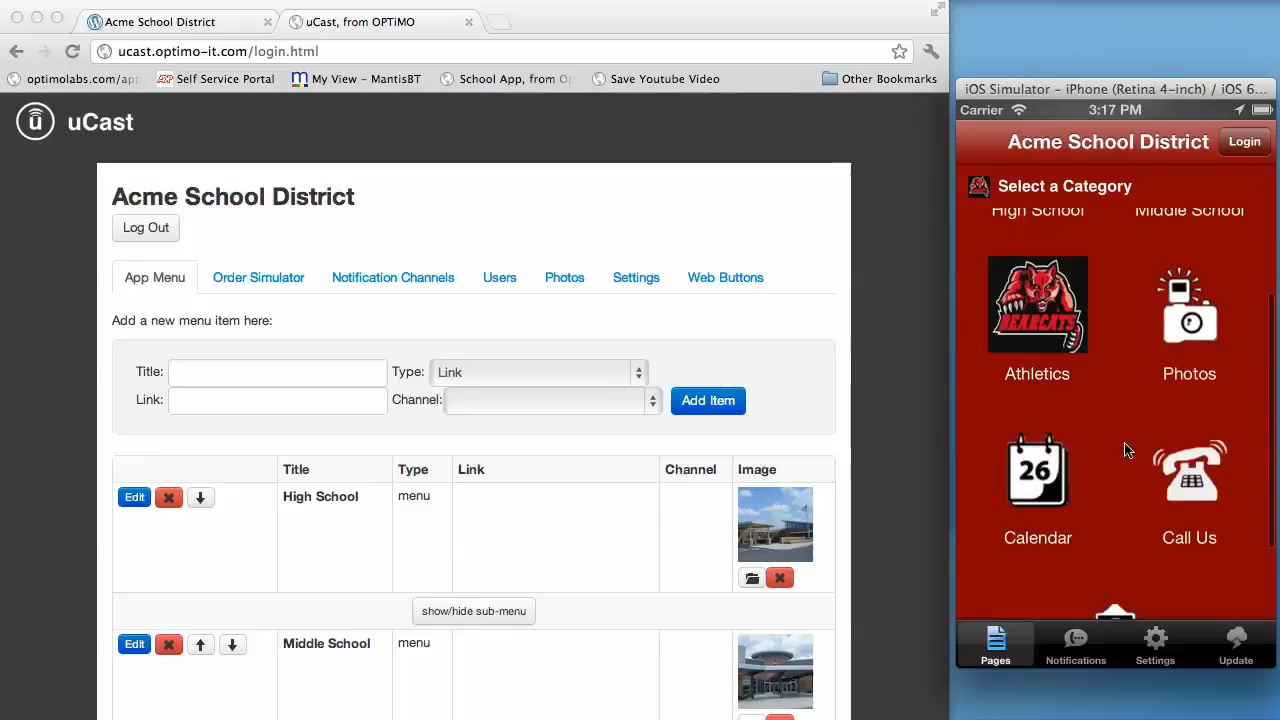 Acme School District
uCast, from OPTiMO
ucast.optimo-it.com/login.html
optimolabs.com/ap
ADP Self Service Portal
My View - MantisBT
School App, from O
Save Youtube Video
Other Bookmarks
ū uCast
Acme School District
Log Out
App Menu Order Simulator Notification Channels Users Photos Settings Web Buttons
Add a new menu item here:
Title: Type: Link
Link: Channel: Add Item
Title Type Link Channel Image
Edit High School menu
show/hide sub-menu
Edit Middle School menu
iOS Simulator - iPhone (Retina 4-inch) / iOS 6...
Carrier 3:17 PM
Acme School District Login
Select a Category
High School Middle School
BEARCATS
Athletics Photos
26
Calendar Call Us
Pages Notifications Settings Update